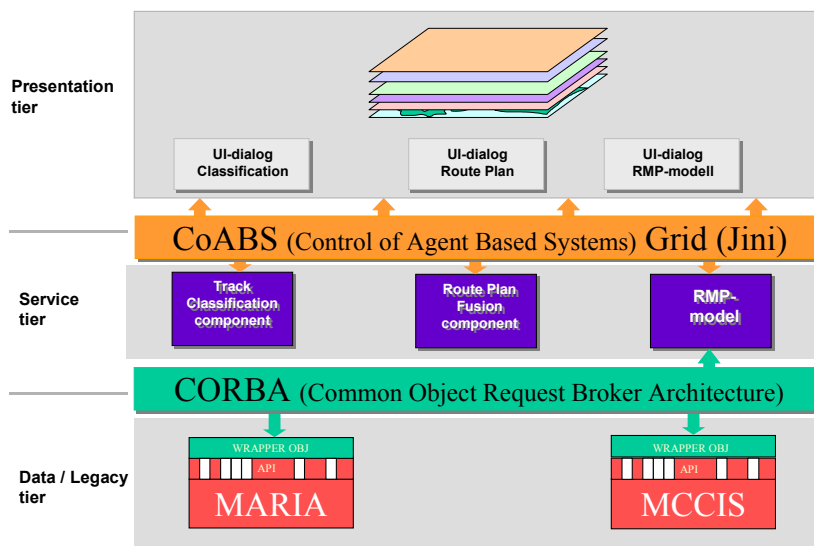 Presentation
tier
UI-dialog
Classification
UI-dialog
Route Plan
UI-dialog
RMP-modell
CoABS (Control of Agent Based Systems) Grid (Jini)
Service
tier
Track
Classification
component
Route Plan
Fusion
component
RMP-
model
CORBA (Common Object Request Broker Architecture)
Data / Legacy
tier
WRAPPER OBJ
API
MARIA
WRAPPER OBJ
API
MCCIS